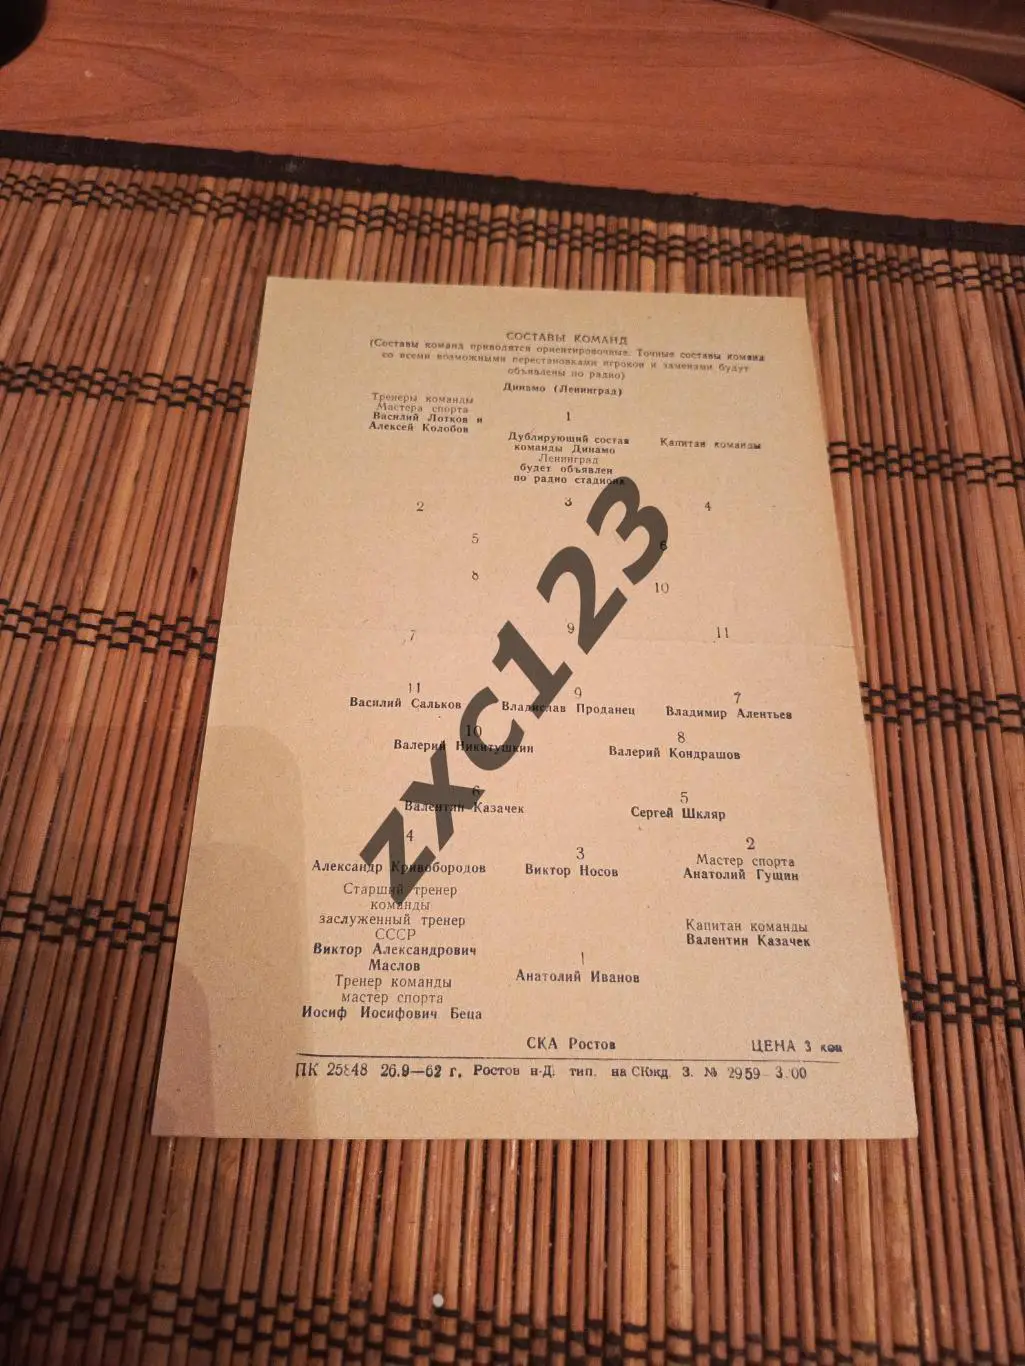 СОСТАВЫ КОМАНД
(Составы команд приводятся ориентировочные. Точные составы команд
со всеми возможными перестановками игроков и заменами будут
объявлены по радио)
Динамо (Ленинград)
Тренеры команды
Мастера спорта
Василий Лотков и
Алексей Колобов
1
Дублирующий состав
команды Динамо
Ленинград
будет объявлен
по радио стадиона
Капитан команды
2 3 4
5 6
8 10
7 9 11
11 9 7
Василий Сальков Владислав Проданец Владимир Алентьев
10 8
Валерий Никитушкин Валерий Кондрашов
6 5
Валентин Казачек Сергей Шкляр
4 3 2
Александр Кривобородов Виктор Носов Мастер спорта
Анатолий Гущин
Старший тренер
команды
заслуженный тренер
СССР
Виктор Александрович
Маслов
Тренер команды
мастер спорта
Иосиф Иосифович Беца
1
Анатолий Иванов
Капитан команды
Валентин Казачек
СКА Ростов ЦЕНА 3 коп
ПК 25848 26.9—62 г. Ростов н-Д. тип. на СКжд. З. № 2959—3.00
zxc123